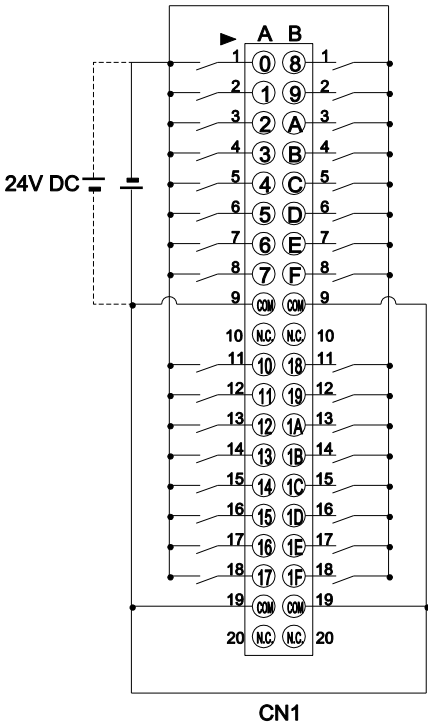 A B
1 0 8 1
2 1 9 2
3 2 A 3
4 3 B 4
24V DC
5 4 C 5
6 5 D 6
7 6 E 7
8 7 F 8
9 COM COM 9
10 N.C. N.C. 10
11 10 18 11
12 11 19 12
13 12 1A 13
14 13 1B 14
15 14 1C 15
16 15 1D 16
17 16 1E 17
18 17 1F 18
19 COM COM 19
20 N.C. N.C. 20
CN1